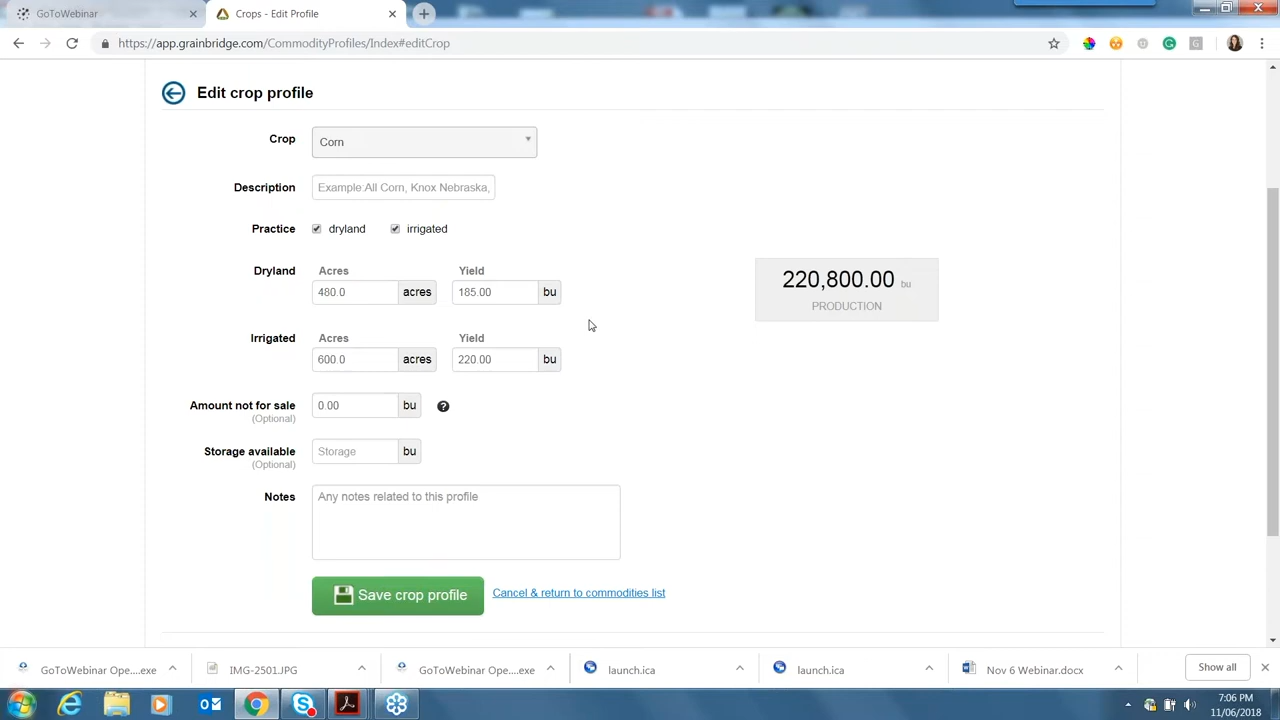 GoToWebinar
Crops - Edit Profile
https://app.grainbridge.com/CommodityProfiles/Index#editCrop
Edit crop profile
Crop
Corn
Description
Example All Corn, Knox Nebraska,
Practice
dryland
irrigated
Dryland
Acres
Yield
480.0
acres
185.00
bu
220,800.00 bu
PRODUCTION
Irrigated
Acres
Yield
600.0
acres
220.00
bu
Amount not for sale
(Optional)
0.00
bu
?
Storage available
(Optional)
Storage
bu
Notes
Any notes related to this profile
Save crop profile
Cancel & return to commodities list
GoToWebinar Ope....exe
IMG-2501.JPG
GoToWebinar Ope....exe
launch.ica
launch.ica
Nov 6 Webinar.docx
Show all
7:06 PM
11/06/2018